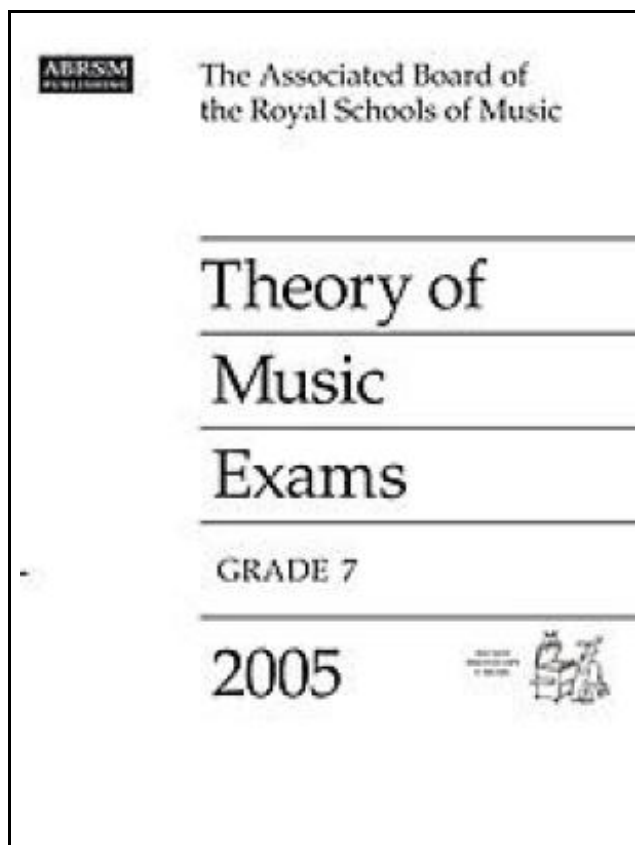 ABRSM
PUBLISHING
The Associated Board of
the Royal Schools of Music
Theory of
Music
Exams
GRADE 7
2005